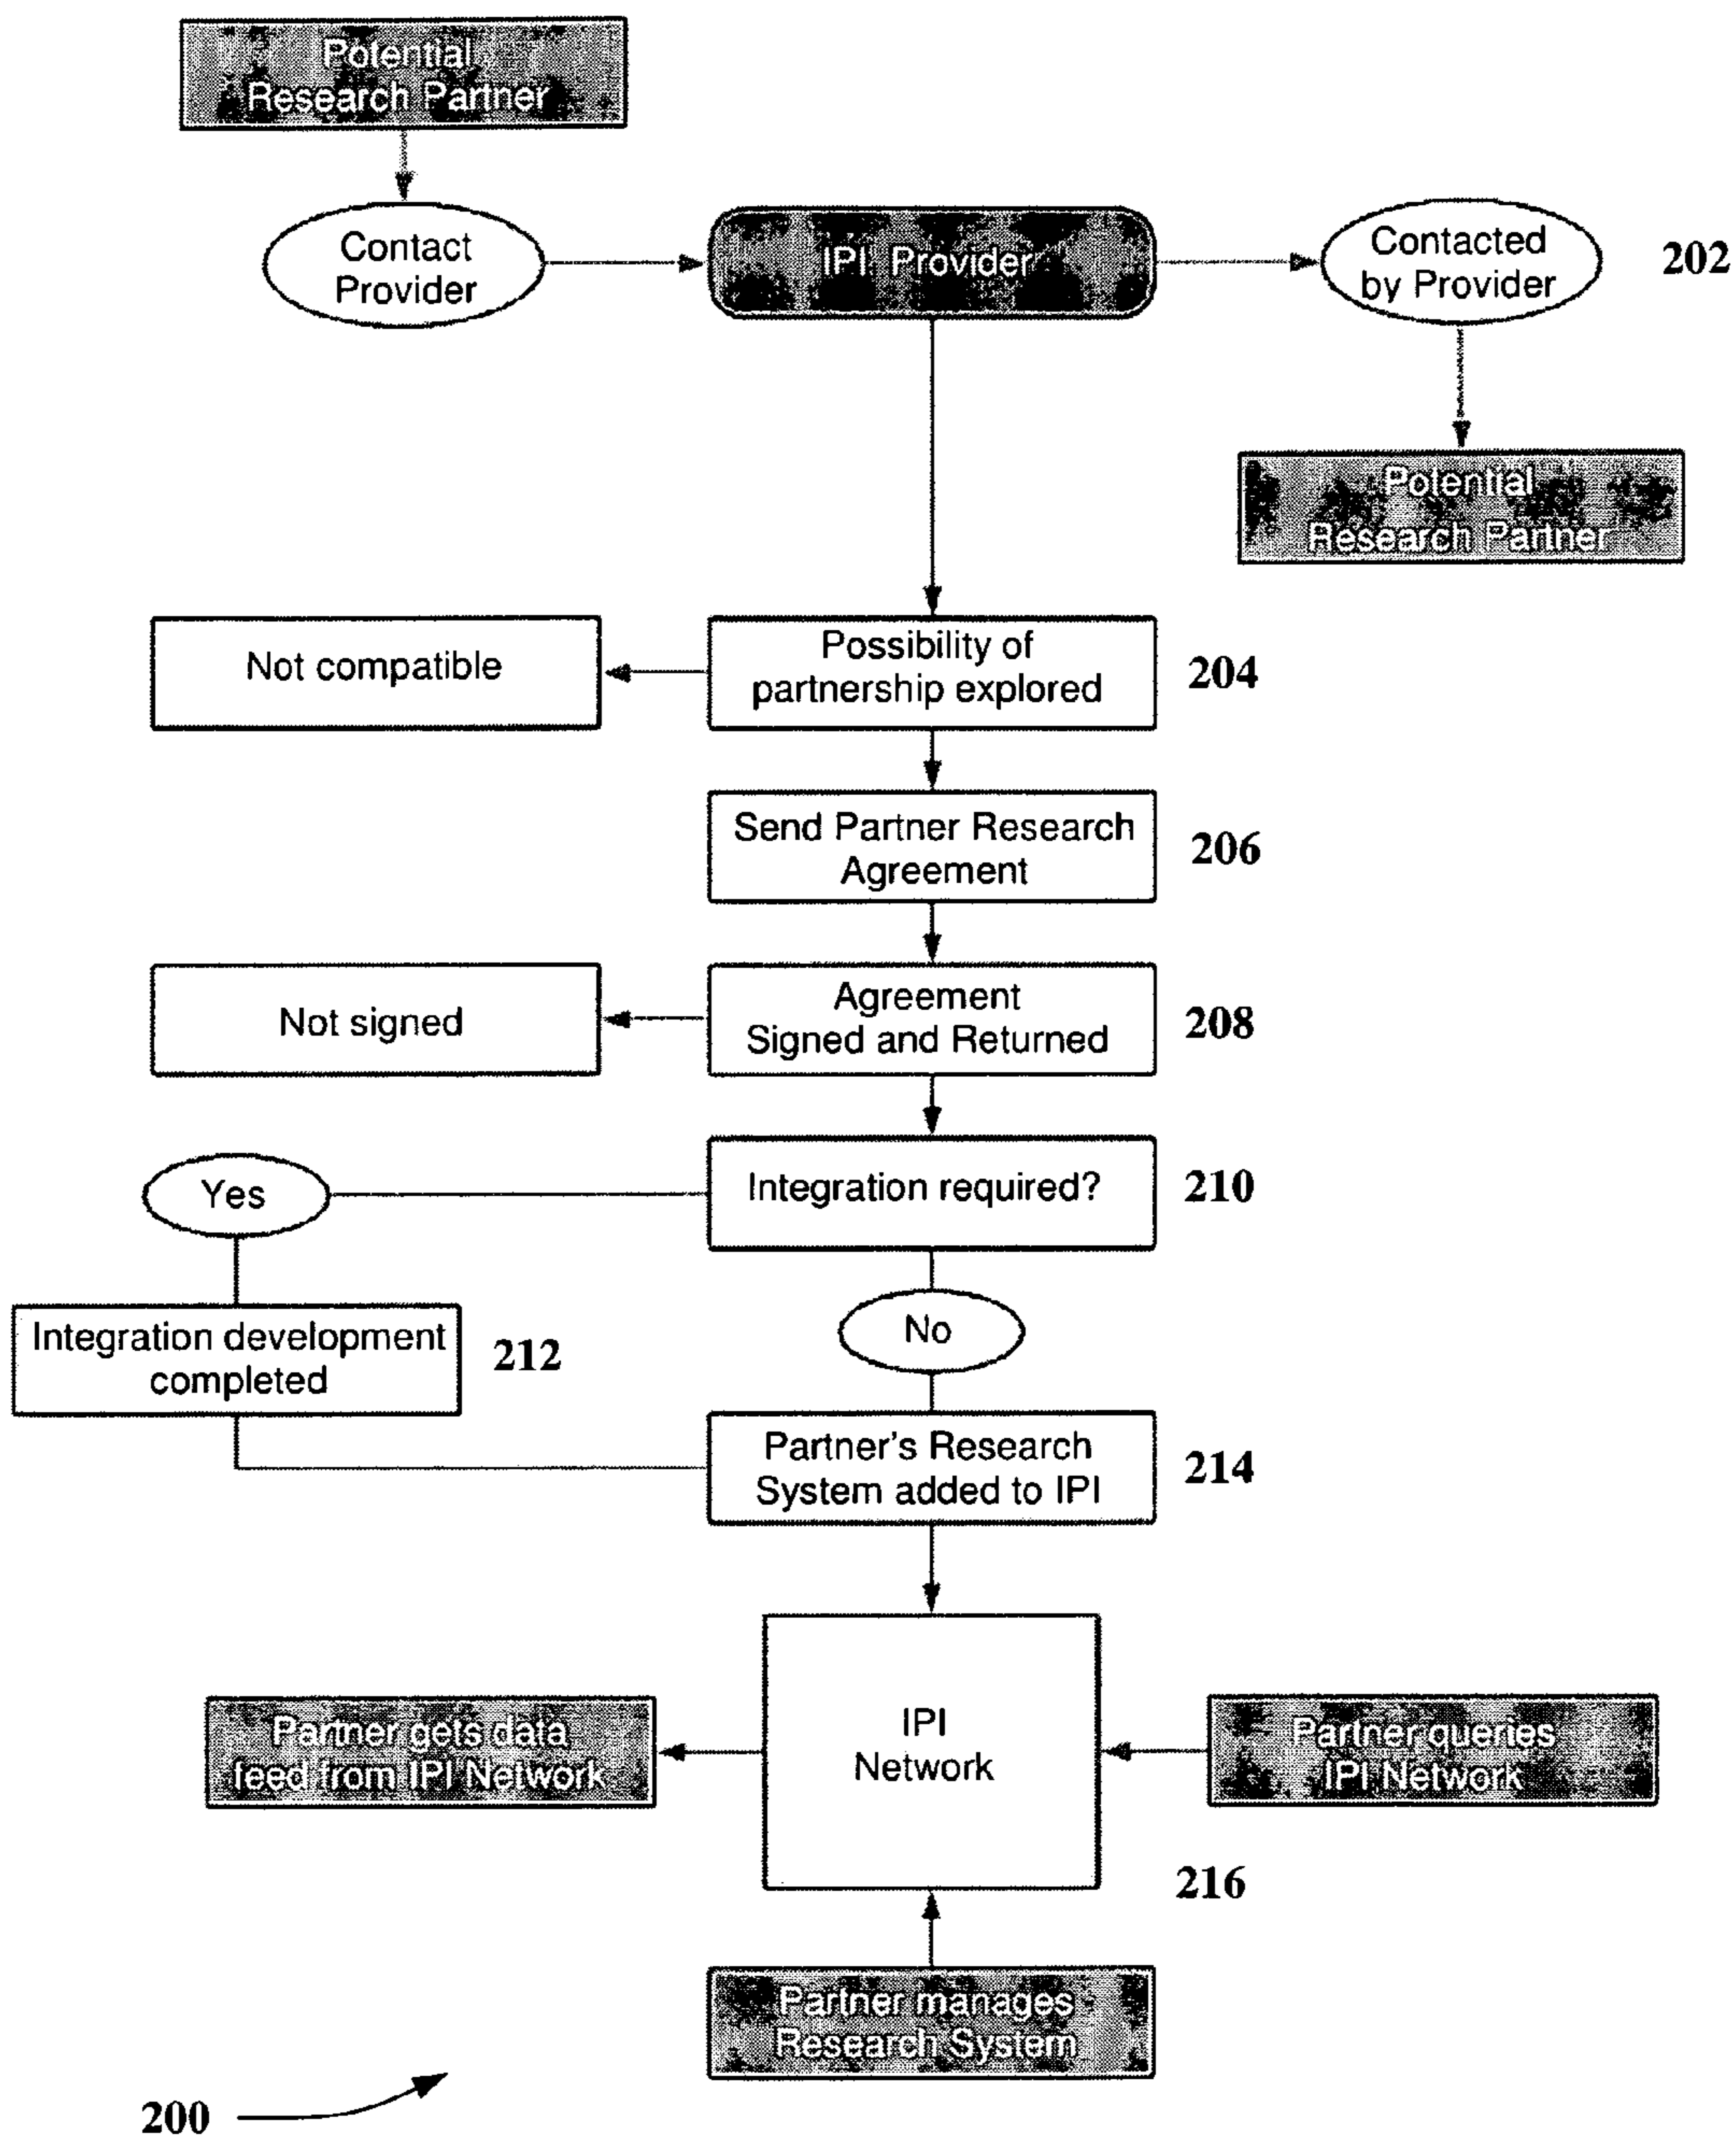 Potential
Research Partner
Contact
Provider
IPI Provider
Contacted
by Provider
202
Potential
Research Partner
Not compatible
Possibility of
partnership explored
204
Send Partner Research
Agreement
206
Not signed
Agreement
Signed and Returned
208
Yes
Integration required?
210
Integration development
completed
212
No
Partner's Research
System added to IPI
214
Partner gets data
feed from IPI Network
IPI
Network
Partner queries
IPI Network
216
Partner manages
Research System
200